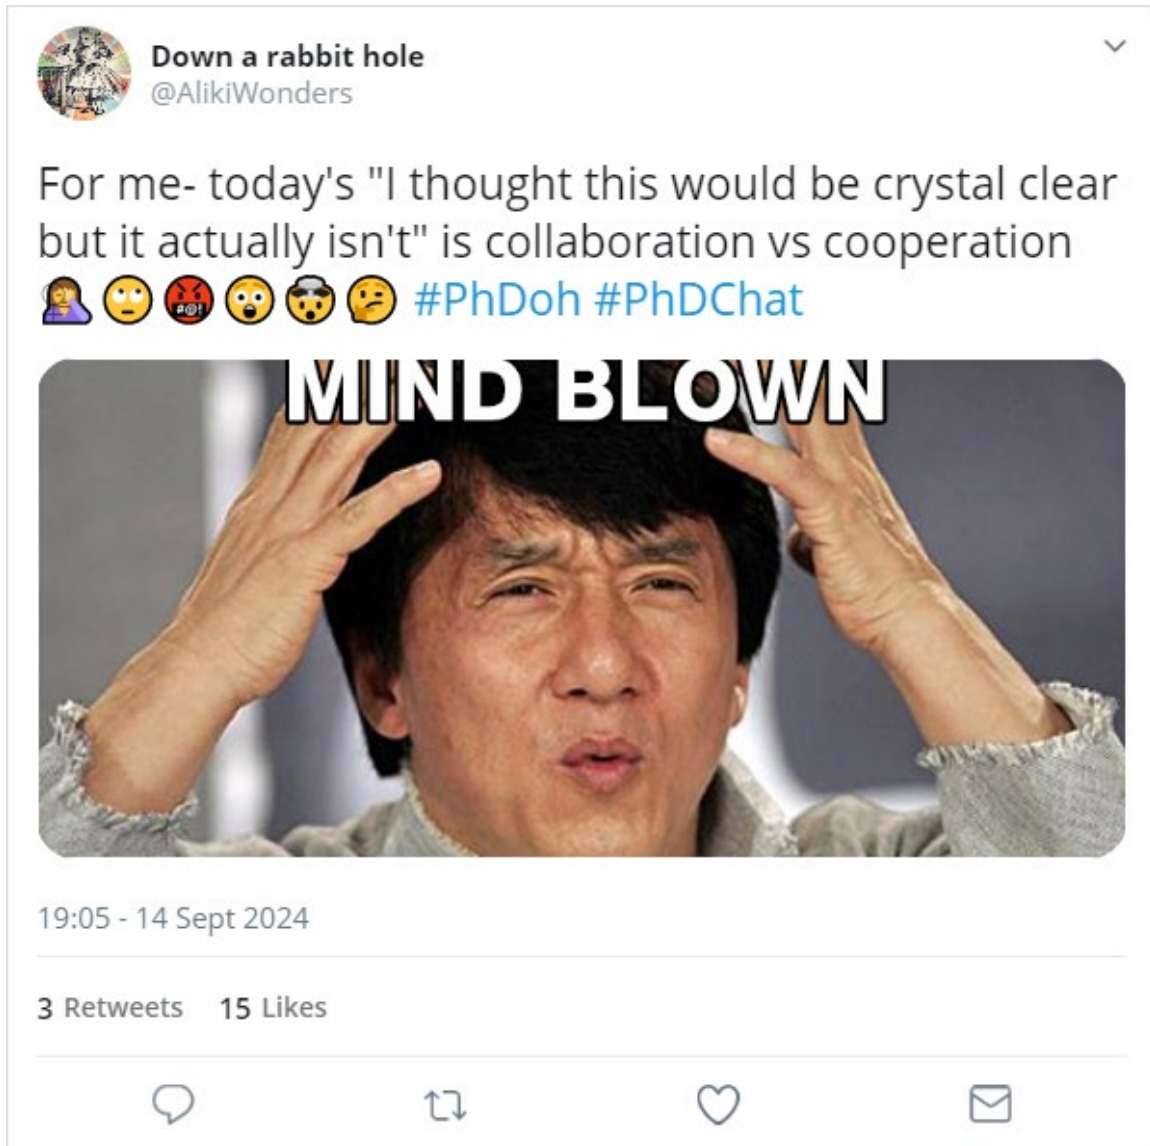 Down a rabbit hole
@AlikiWonders
For me- today's "I thought this would be crystal clear
but it actually isn't" is collaboration vs cooperation
🤦‍♀️🙄🤬😲🤯🤔 #PhDoh #PhDChat
MIND BLOWN
19:05 - 14 Sept 2024
3 Retweets 15 Likes